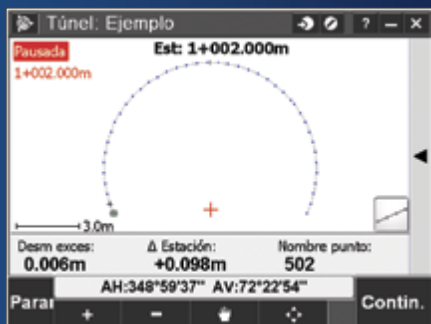 Túnel: Ejemplo
? — ×
Pausada
Est: 1+002.000m
1+002.000m
3.0m
Desm exces: Δ Estación: Nombre punto:
0.006m +0.098m 502
AH:348°59'37" AV:72°22'54"
Parar Contin.
+ −